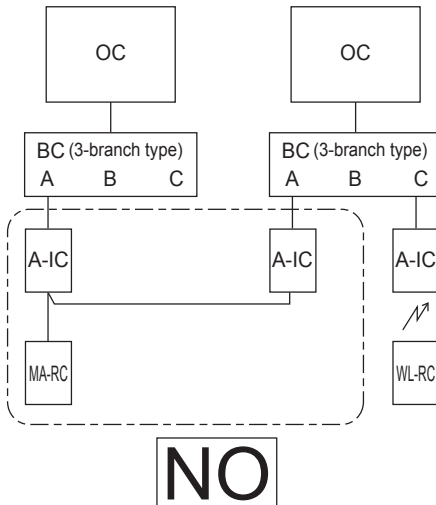 OC
OC
BC (3-branch type)
A B C
BC (3-branch type)
A B C
A-IC
A-IC
A-IC
MA-RC
WL-RC
NO